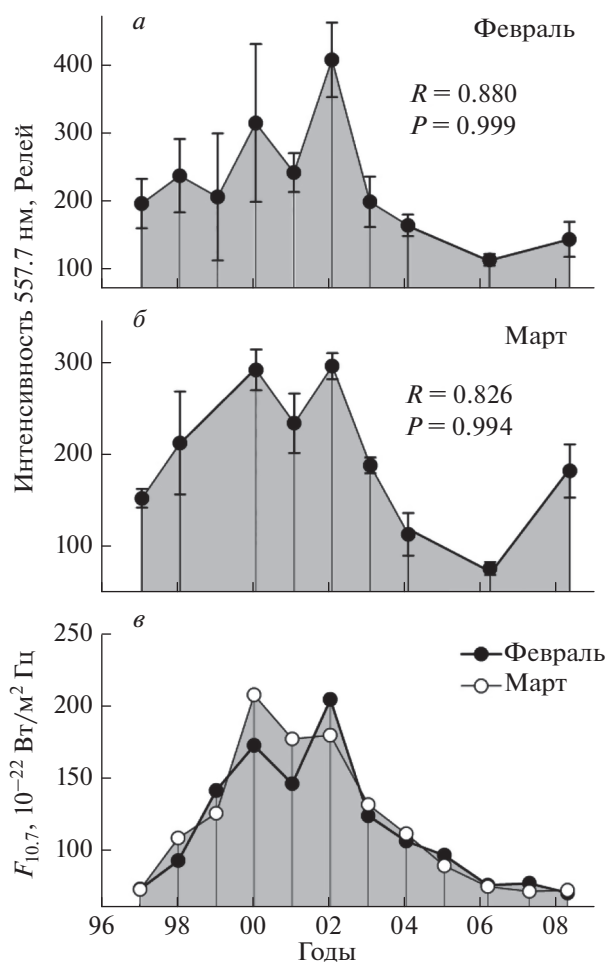 а
Февраль
400
300
200
100
R = 0.880
P = 0.999
Интенсивность 557.7 нм, Релей
б
Март
300
200
100
R = 0.826
P = 0.994
в
250
200
150
100
F10.7, 10−22 Вт/м2 Гц
Февраль
Март
96 98 00 02 04 06 08
Годы